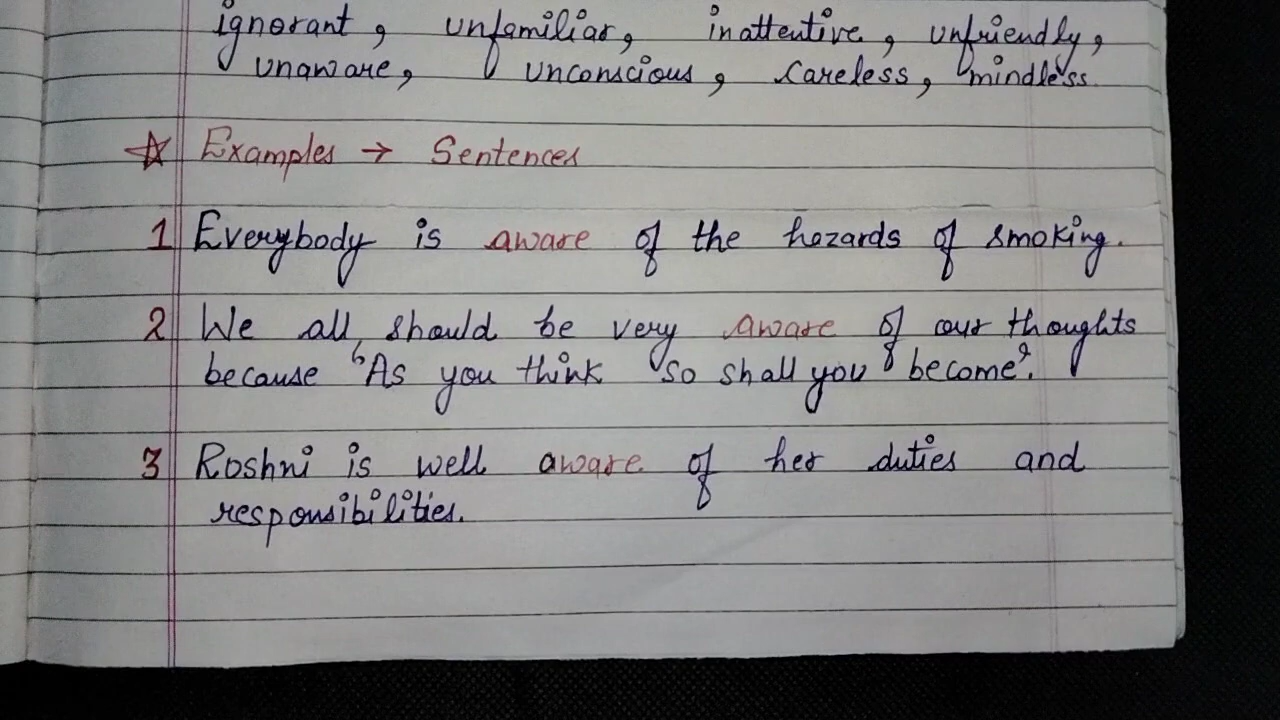 ignorant, unfamiliar, inattentive, unfriendly,
unaware, unconscious, careless, mindless.
☆ Examples → Sentences
1 Everybody is aware of the hazards of smoking.
2 We all should be very aware of our thoughts
because "As you think so shall you become".
3 Roshni is well aware of her duties and
responsibilities.